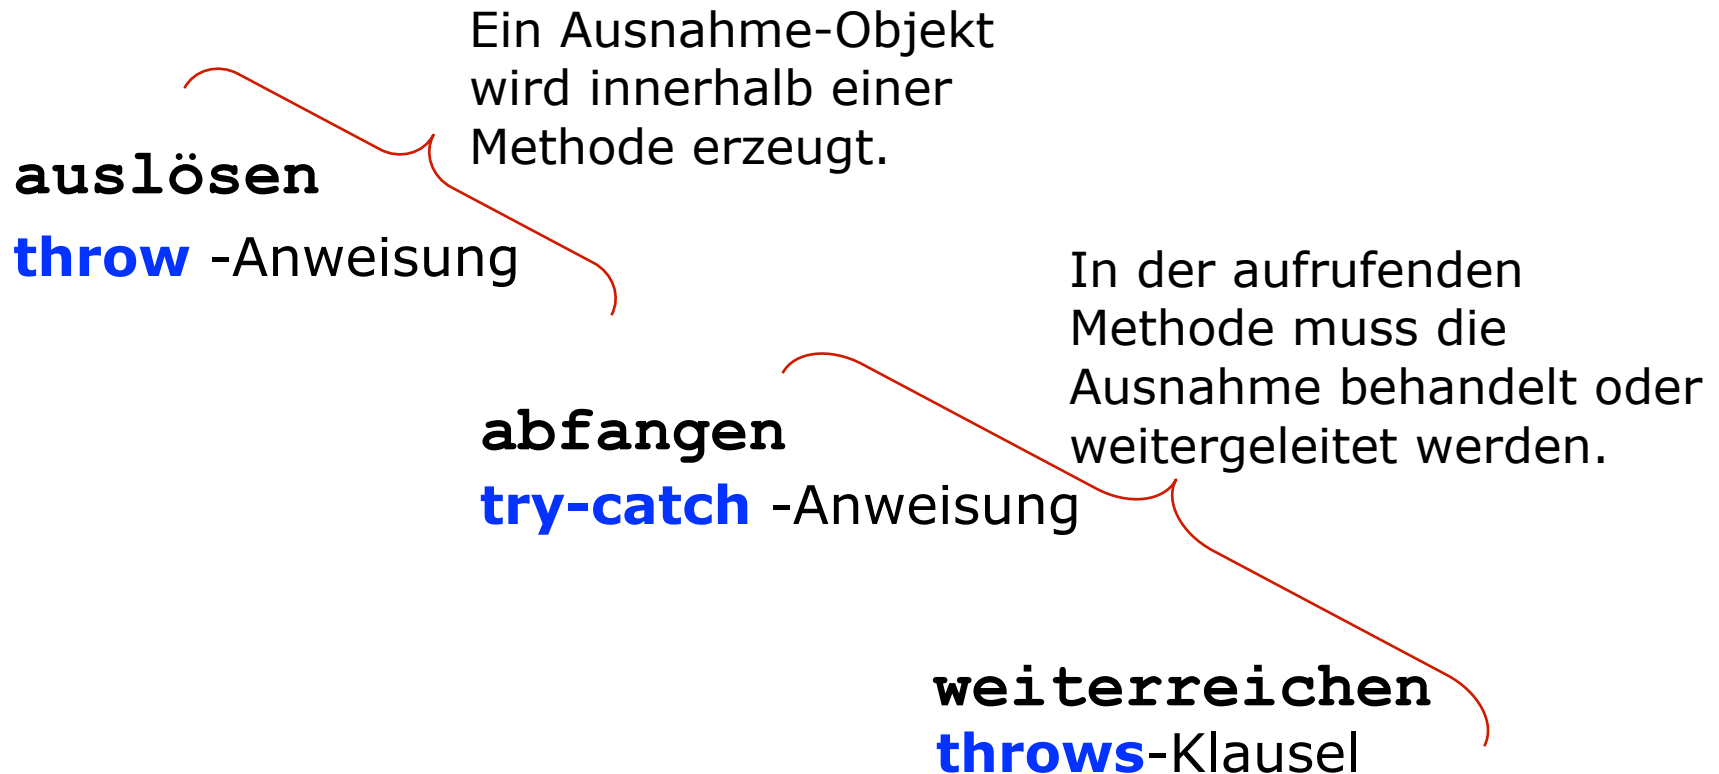 Ein Ausnahme-Objekt
wird innerhalb einer
Methode erzeugt.
auslösen
throw -Anweisung
In der aufrufenden
Methode muss die
Ausnahme behandelt oder
weitergeleitet werden.
abfangen
try-catch -Anweisung
weiterreichen
throws-Klausel